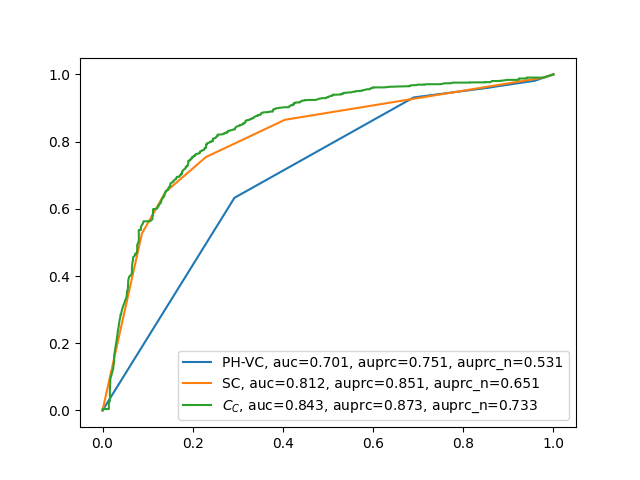 1.0
0.8
0.6
0.4
0.2
0.0
0.0 0.2 0.4 0.6 0.8 1.0
PH-VC, auc=0.701, auprc=0.751, auprc_n=0.531
SC, auc=0.812, auprc=0.851, auprc_n=0.651
C_C, auc=0.843, auprc=0.873, auprc_n=0.733